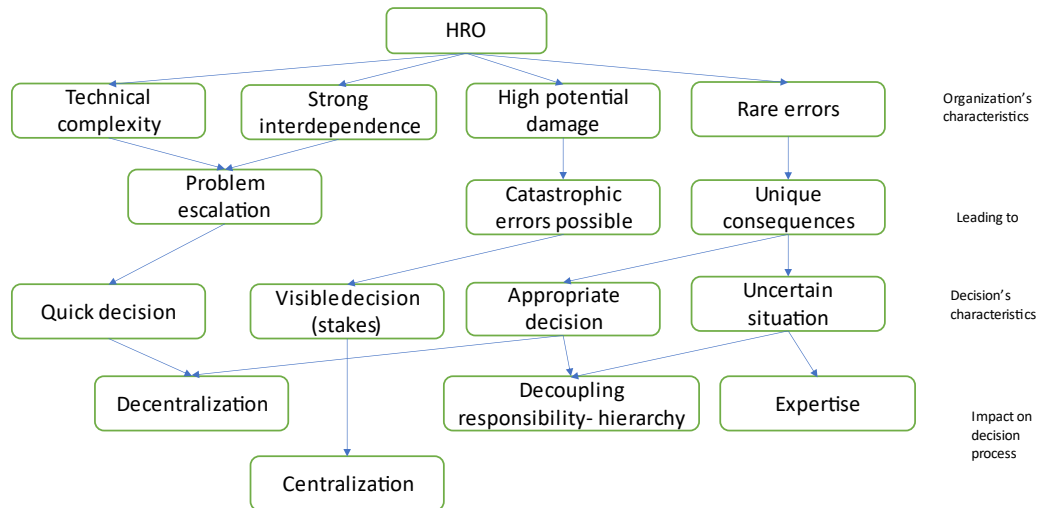 HRO
Technical
complexity
Strong
interdependence
High potential
damage
Rare errors
Organization's
characteristics
Problem
escalation
Catastrophic
errors possible
Unique
consequences
Leading to
Quick decision
Visible decision
(stakes)
Appropriate
decision
Uncertain
situation
Decision's
characteristics
Decentralization
Decoupling
responsibility- hierarchy
Expertise
Impact on
decision
process
Centralization